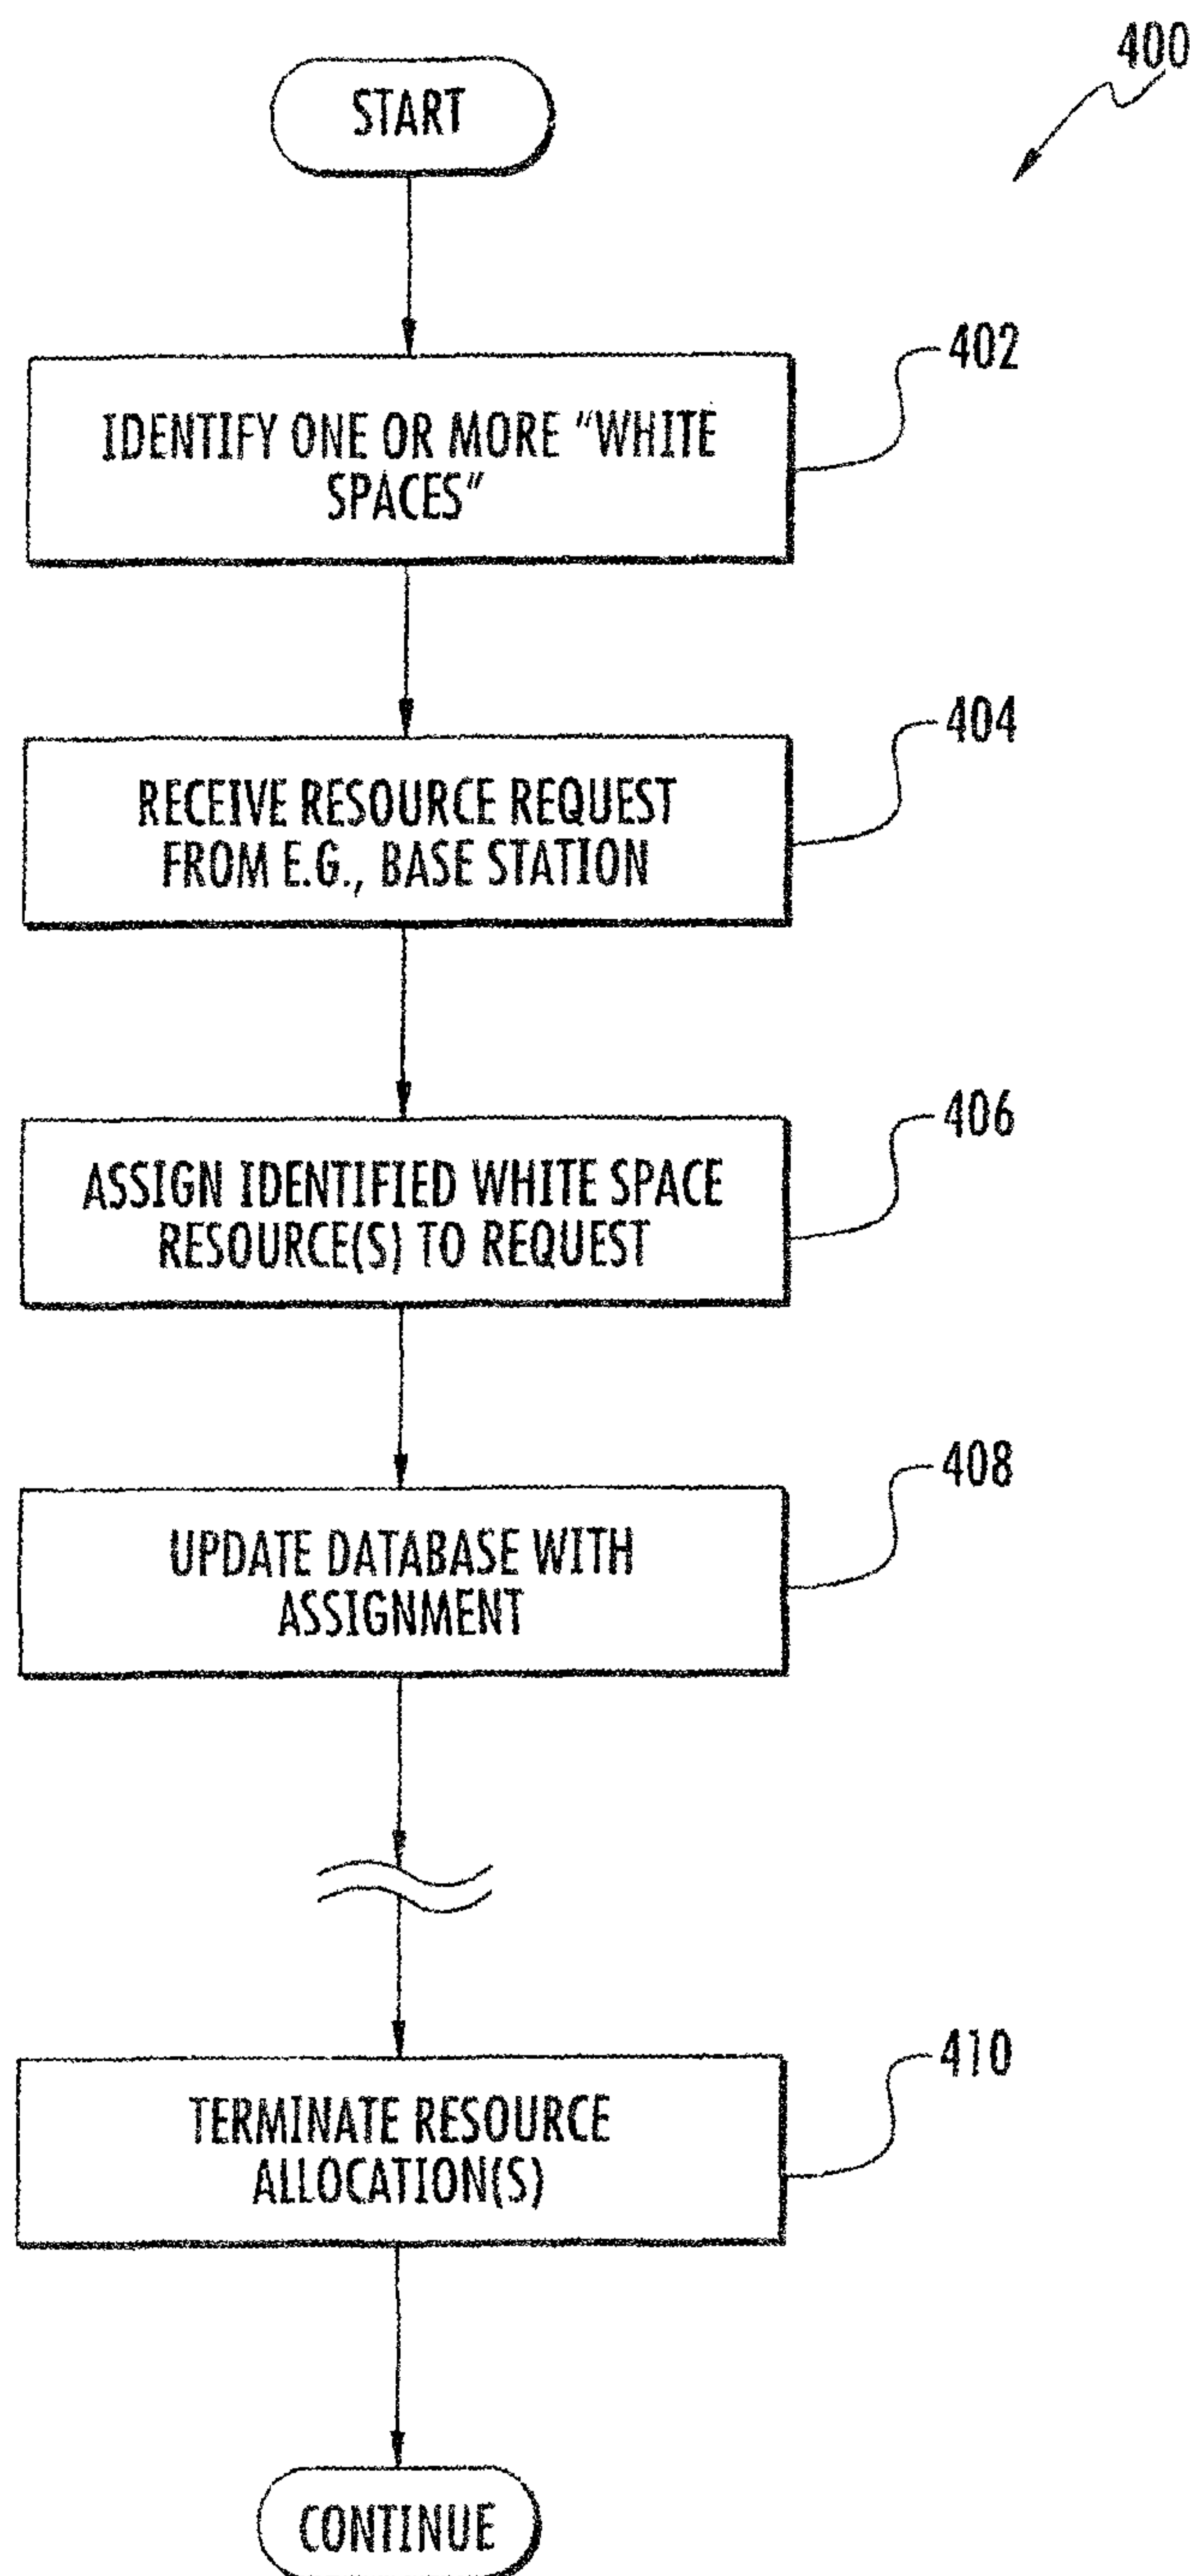 400
START
402
IDENTIFY ONE OR MORE "WHITE
SPACES"
404
RECEIVE RESOURCE REQUEST
FROM E.G., BASE STATION
406
ASSIGN IDENTIFIED WHITE SPACE
RESOURCE(S) TO REQUEST
408
UPDATE DATABASE WITH
ASSIGNMENT
410
TERMINATE RESOURCE
ALLOCATION(S)
CONTINUE